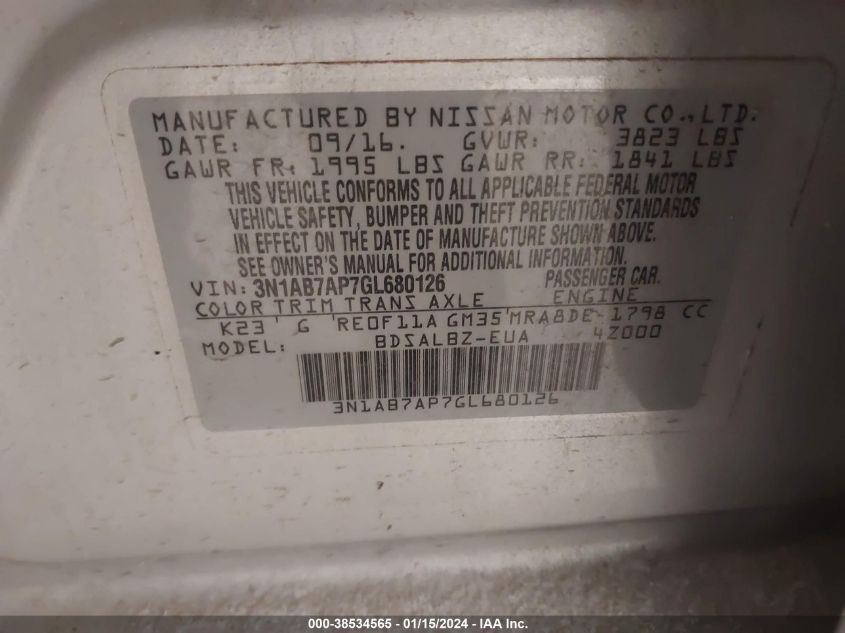 MANUFACTURED BY NISSAN MOTOR CO.,LTD.
DATE: 09/16. GVWR: 3823 LBS
GAWR FR: 1995 LBS GAWR RR: 1841 LBS
THIS VEHICLE CONFORMS TO ALL APPLICABLE FEDERAL MOTOR
VEHICLE SAFETY, BUMPER AND THEFT PREVENTION STANDARDS
IN EFFECT ON THE DATE OF MANUFACTURE SHOWN ABOVE.
SEE OWNER'S MANUAL FOR ADDITIONAL INFORMATION.
VIN: 3N1AB7AP7GL680126 PASSENGER CAR.
COLOR TRIM TRANS AXLE ENGINE
K23 G RE0F11A GM35 MRA8DE 1798 CC
MODEL: BDSALBZ-EUA 4Z000
3N1AB7AP7GL680126
000-38534565 - 01/15/2024 - IAA Inc.